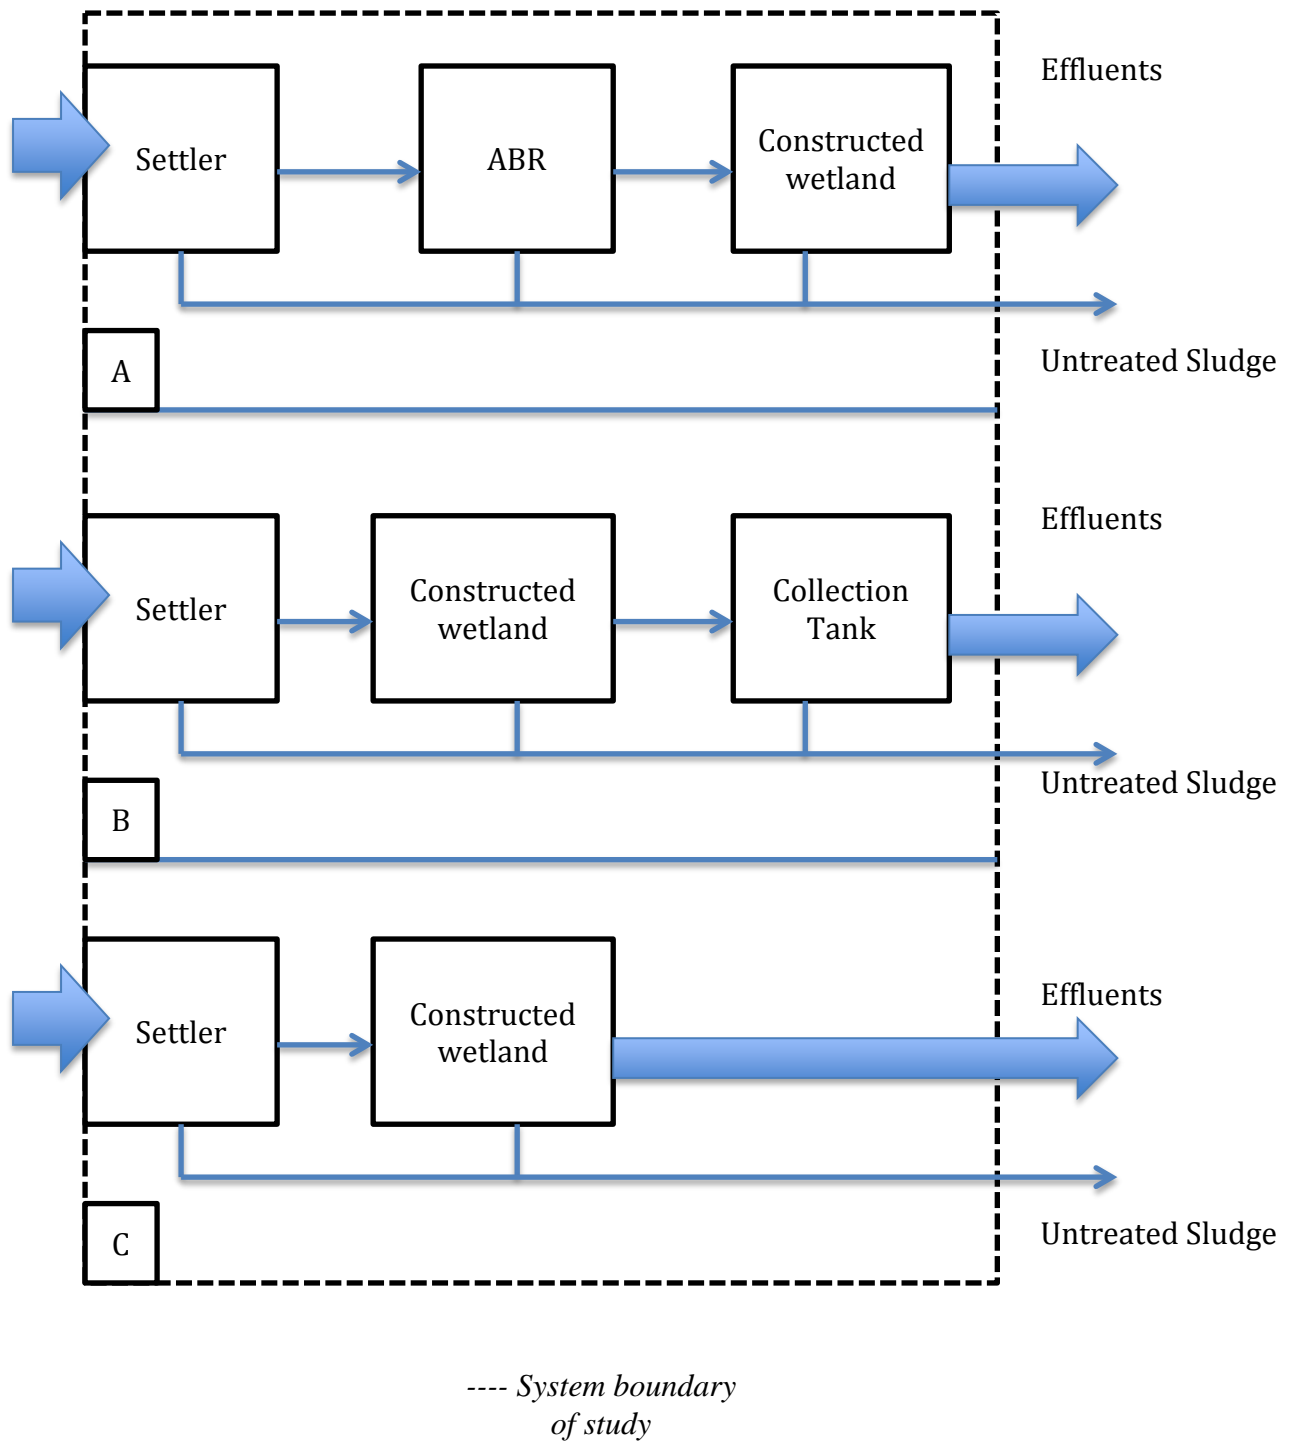 Effluents
Settler
ABR
Constructed
wetland
Untreated Sludge
A
Effluents
Settler
Constructed
wetland
Collection
Tank
Untreated Sludge
B
Effluents
Settler
Constructed
wetland
Untreated Sludge
C
---- System boundary
of study